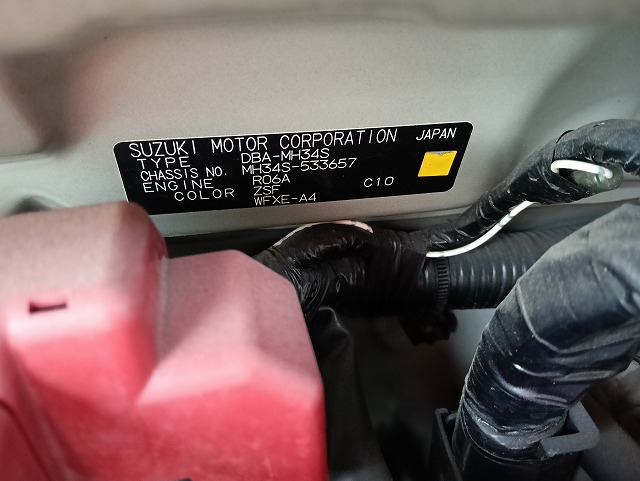 SUZUKI MOTOR CORPORATION JAPAN
TYPE DBA-MH34S
CHASSIS NO. MH34S-533657
ENGINE R06A
COLOR ZSF C10
WFXE-A4